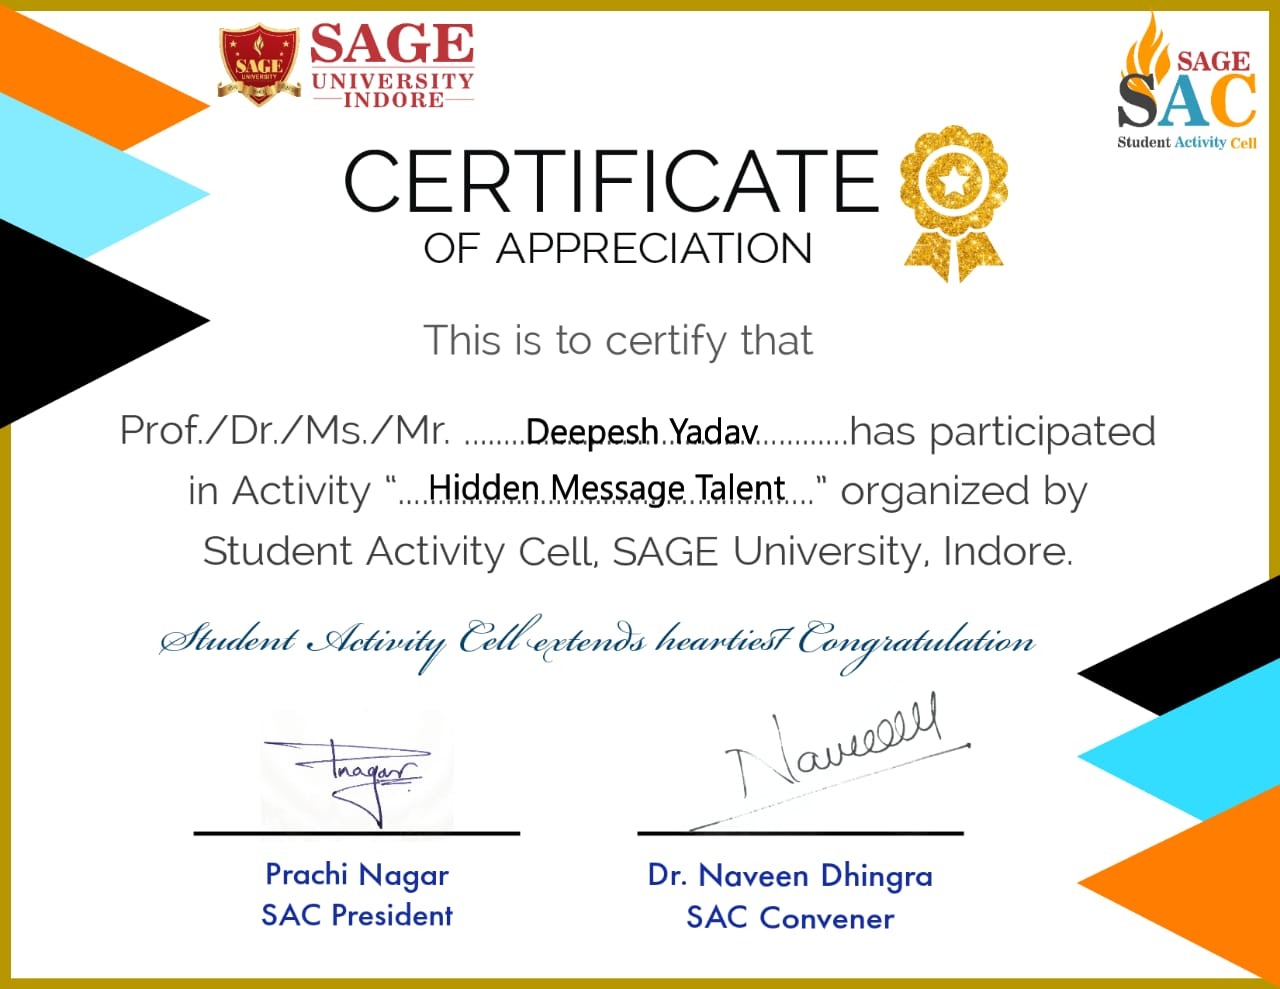 SAGE
UNIVERSITY
SAGE
UNIVERSITY
INDORE
SAGE
SAC
Student Activity Cell
CERTIFICATE
OF APPRECIATION
This is to certify that
Prof./Dr./Ms./Mr. ........Deepesh Yadav............has participated
in Activity “....Hidden Message Talent....” organized by
Student Activity Cell, SAGE University, Indore.
Student Activity Cell extends heartiest Congratulation
Pnagar
Naveen
Prachi Nagar
SAC President
Dr. Naveen Dhingra
SAC Convener